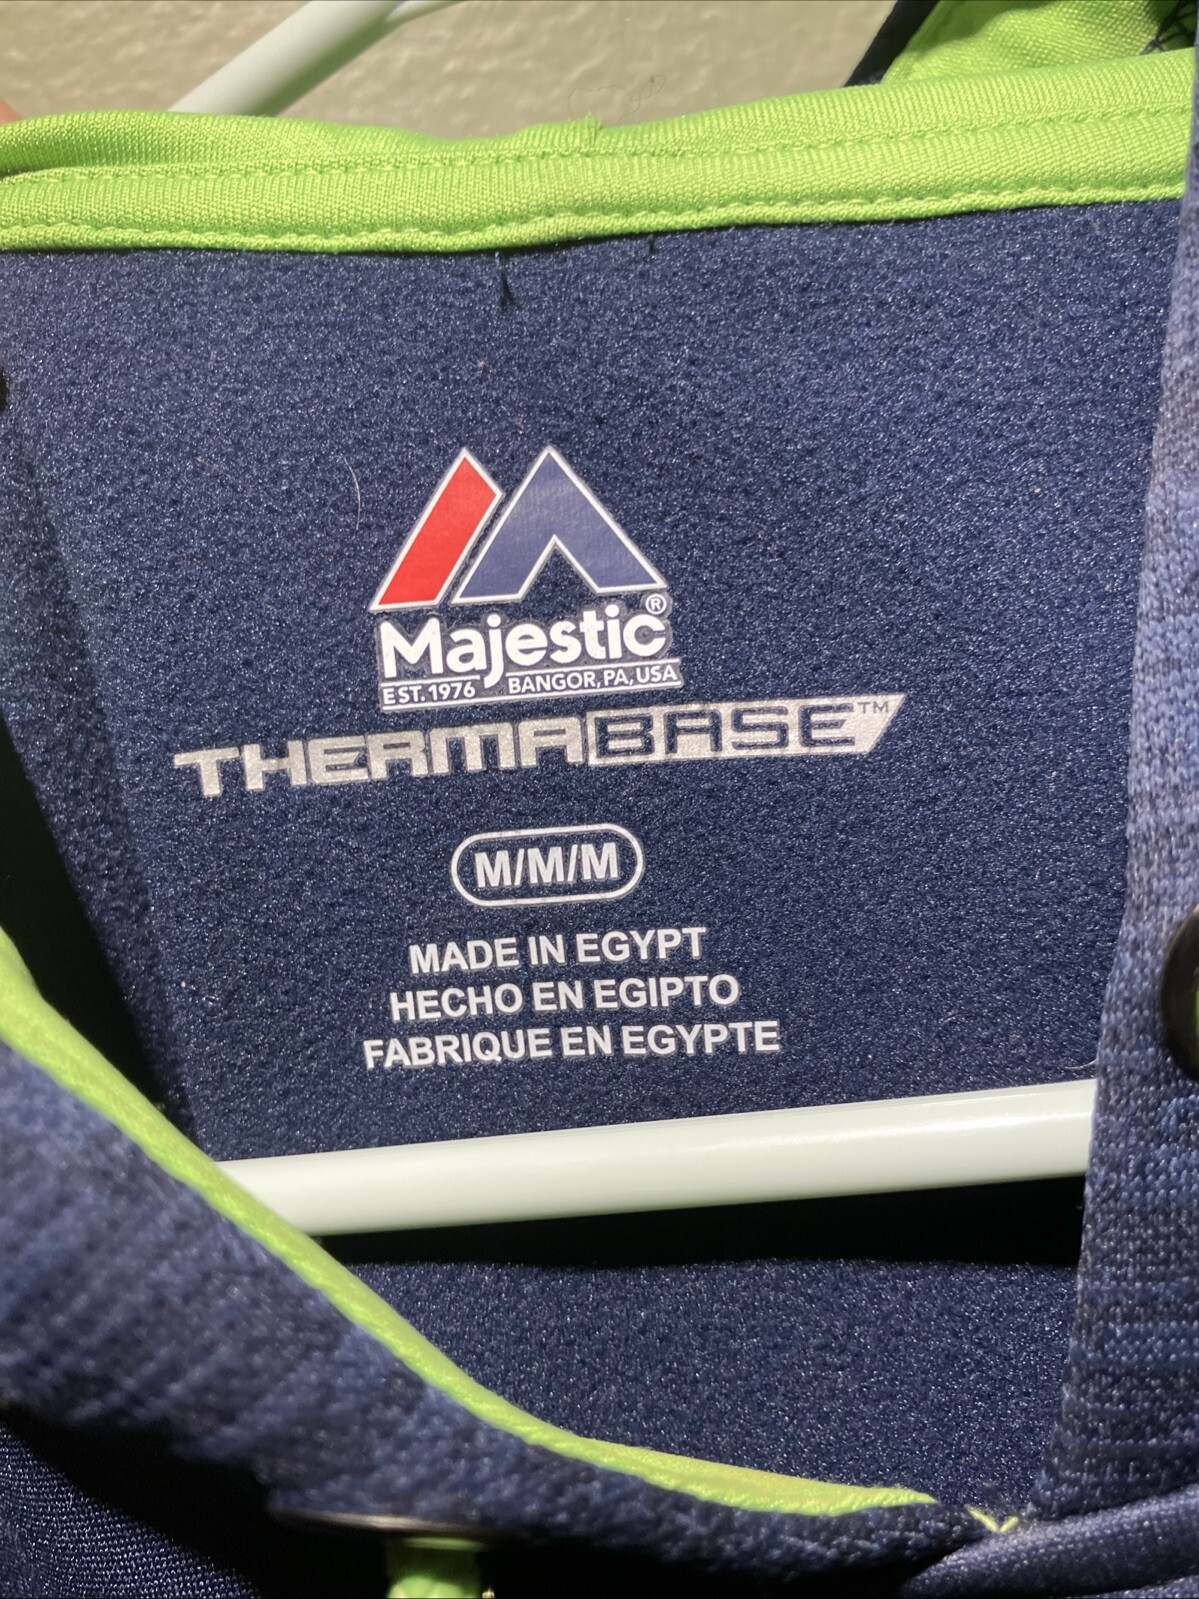 Majestic®
EST. 1976 BANGOR, PA, USA
THERMABASE™
M/M/M
MADE IN EGYPT
HECHO EN EGIPTO
FABRIQUE EN EGYPTE